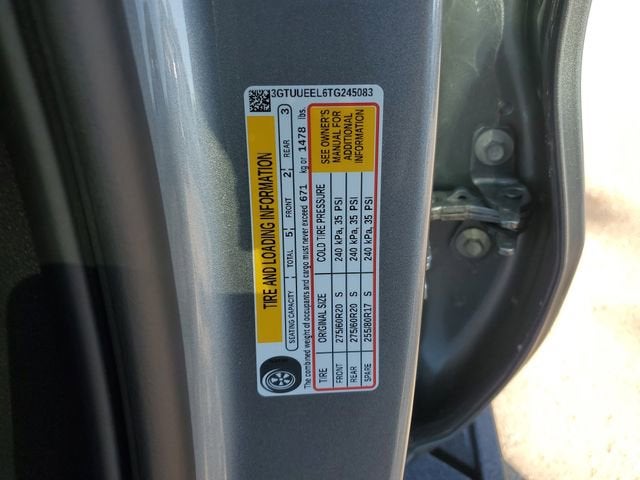 3GTUUEEL6TG245083
TIRE AND LOADING INFORMATION
SEATING CAPACITY TOTAL 5 FRONT 2 REAR 3
The combined weight of occupants and cargo must never exceed 671 kg or 1478 lbs.
TIRE ORIGINAL SIZE COLD TIRE PRESSURE
FRONT 275/60R20 S 240 kPa, 35 PSI
REAR 275/60R20 S 240 kPa, 35 PSI
SPARE 255/80R17 S 240 kPa, 35 PSI
SEE OWNER'S
MANUAL FOR
ADDITIONAL
INFORMATION